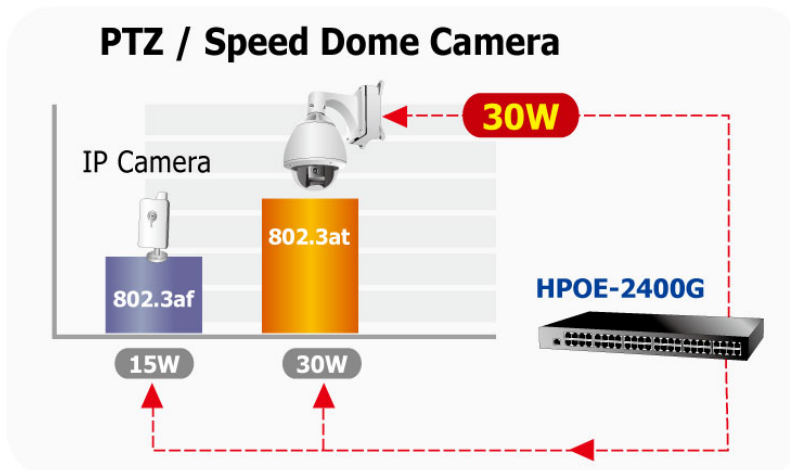 PTZ / Speed Dome Camera
30W
IP Camera
802.3at
802.3af
HPOE-2400G
15W
30W